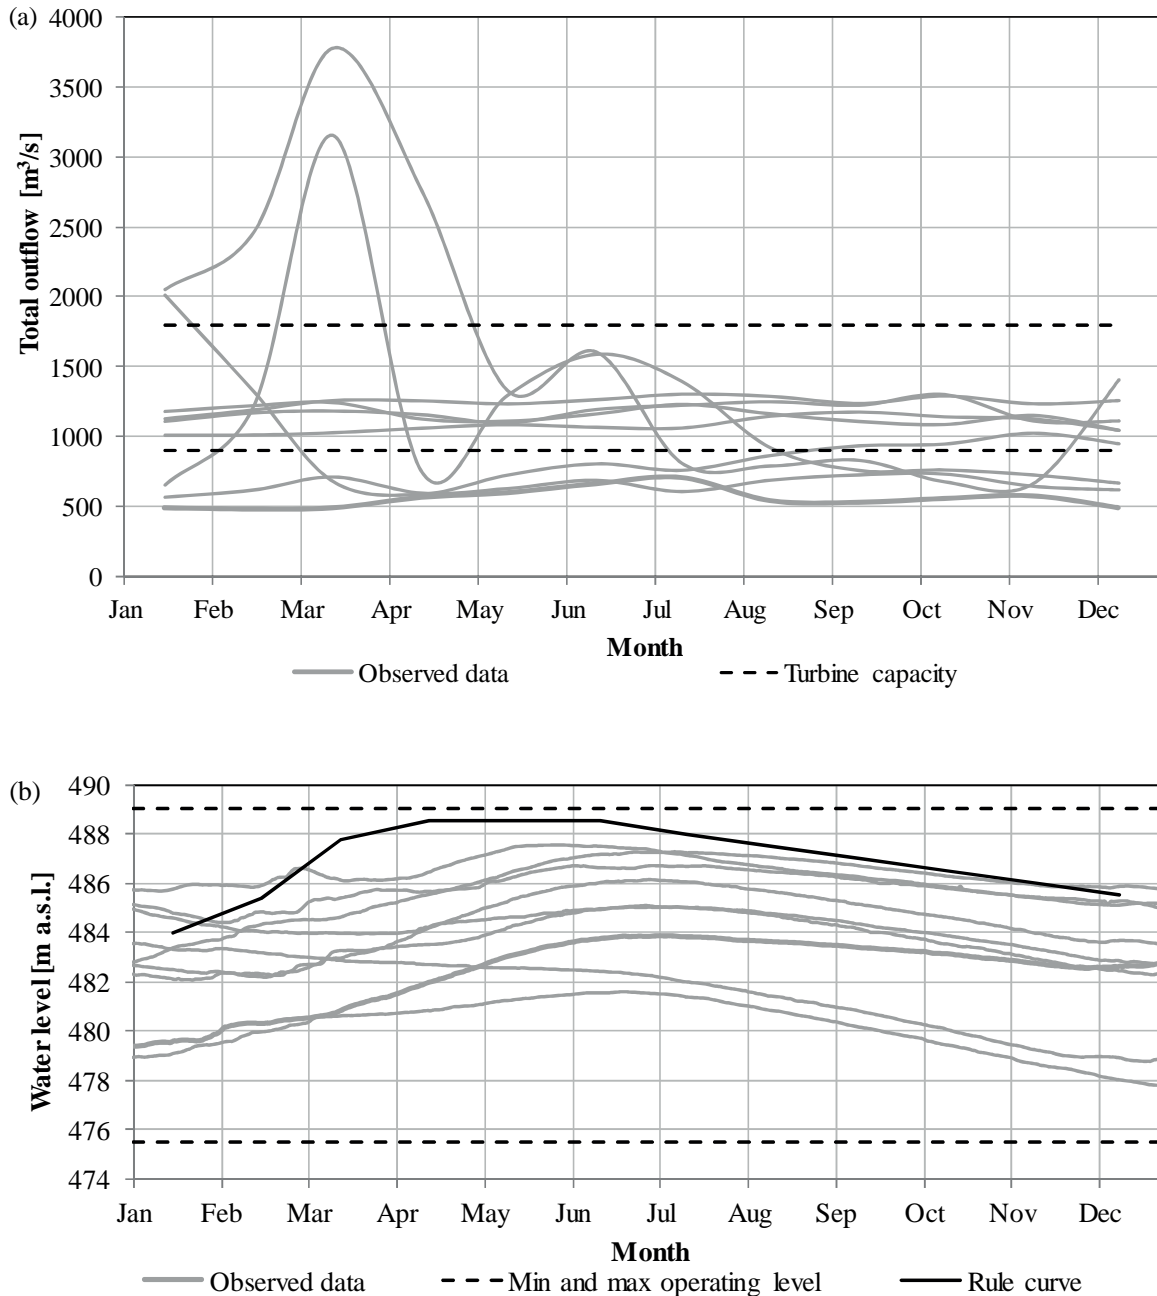 (a)
4000
3500
3000
2500
2000
1500
1000
500
0
Total outflow [m³/s]
Jan Feb Mar Apr May Jun Jul Aug Sep Oct Nov Dec
Month
Observed data Turbine capacity
(b)
490
488
486
484
482
480
478
476
474
Water level [m a.s.l.]
Jan Feb Mar Apr May Jun Jul Aug Sep Oct Nov Dec
Month
Observed data Min and max operating level Rule curve